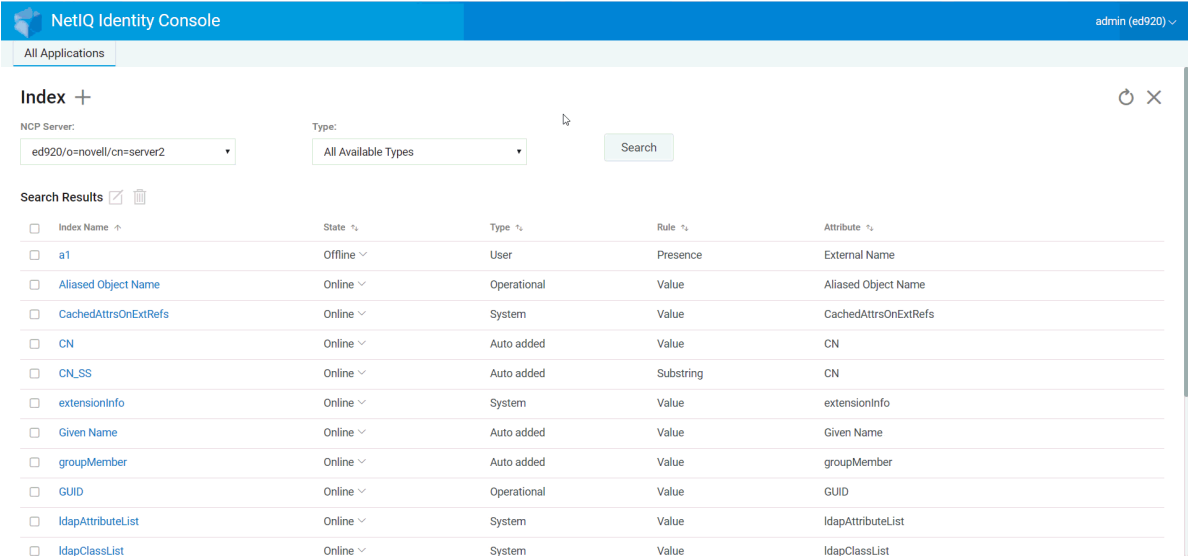 NetIQ Identity Console
admin (ed920)
All Applications
Index
NCP Server:
Type:
ed920/o=novell/cn=server2
All Available Types
Search
Search Results
Index Name State Type Rule Attribute
a1 Offline User Presence External Name
Aliased Object Name Online Operational Value Aliased Object Name
CachedAttrsOnExtRefs Online System Value CachedAttrsOnExtRefs
CN Online Auto added Value CN
CN_SS Online Auto added Substring CN
extensionInfo Online System Value extensionInfo
Given Name Online Auto added Value Given Name
groupMember Online Auto added Value groupMember
GUID Online Operational Value GUID
ldapAttributeList Online System Value ldapAttributeList
ldapClassList Online System Value ldapClassList